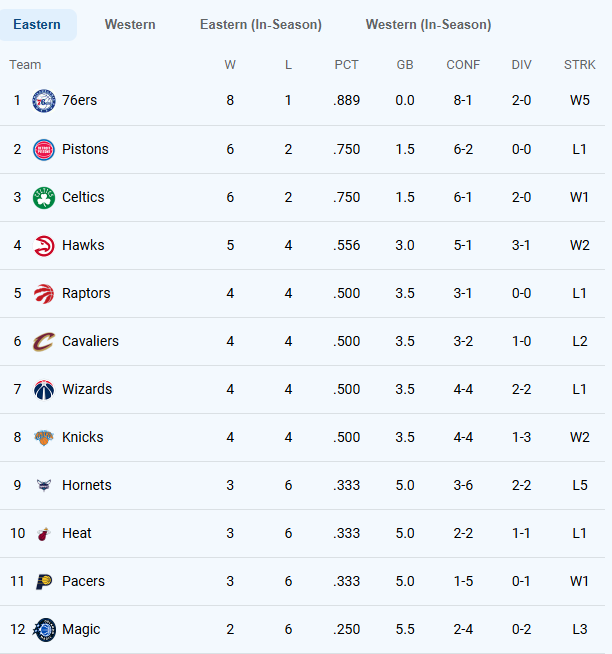 Eastern Western Eastern (In-Season) Western (In-Season)
Team W L PCT GB CONF DIV STRK
1 76ers 8 1 .889 0.0 8-1 2-0 W5
2 Pistons 6 2 .750 1.5 6-2 0-0 L1
3 Celtics 6 2 .750 1.5 6-1 2-0 W1
4 Hawks 5 4 .556 3.0 5-1 3-1 W2
5 Raptors 4 4 .500 3.5 3-1 0-0 L1
6 Cavaliers 4 4 .500 3.5 3-2 1-0 L2
7 Wizards 4 4 .500 3.5 4-4 2-2 L1
8 Knicks 4 4 .500 3.5 4-4 1-3 W2
9 Hornets 3 6 .333 5.0 3-6 2-2 L5
10 Heat 3 6 .333 5.0 2-2 1-1 L1
11 Pacers 3 6 .333 5.0 1-5 0-1 W1
12 Magic 2 6 .250 5.5 2-4 0-2 L3